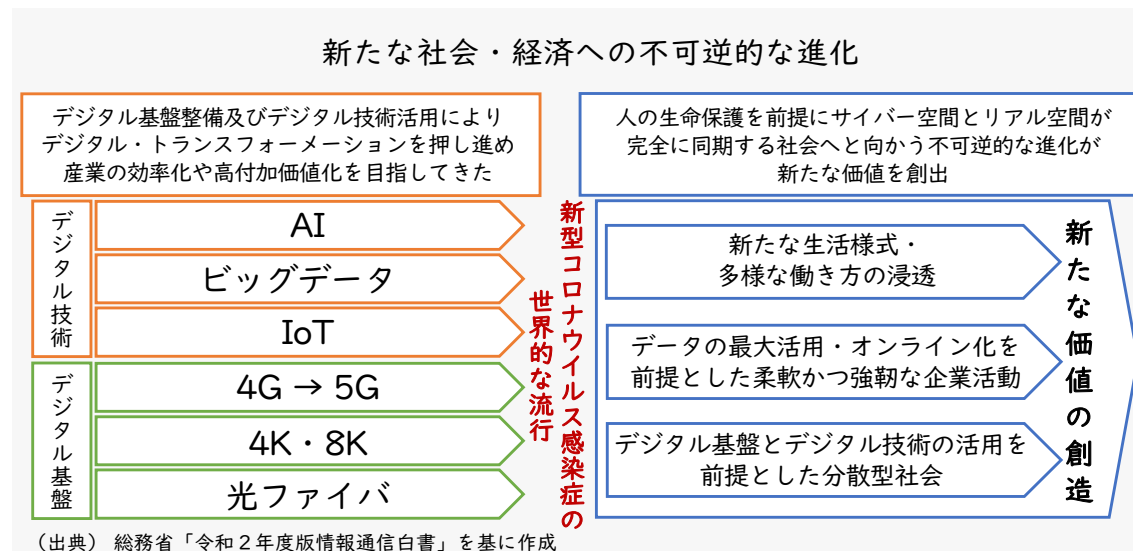 新たな社会・経済への不可逆的な進化
デジタル基盤整備及びデジタル技術活用により
デジタル・トランスフォーメーションを押し進め
産業の効率化や高付加価値化を目指してきた
デジタル技術
AI
ビッグデータ
IoT
デジタル基盤
4G → 5G
4K・8K
光ファイバ
新型コロナウイルス感染症の
世界的な流行
人の生命保護を前提にサイバー空間とリアル空間が
完全に同期する社会へと向かう不可逆的な進化が
新たな価値を創出
新たな生活様式・
多様な働き方の浸透
データの最大活用・オンライン化を
前提とした柔軟かつ強靭な企業活動
デジタル基盤とデジタル技術の活用を
前提とした分散型社会
新たな価値の創造
（出典） 総務省「令和２年度版情報通信白書」を基に作成